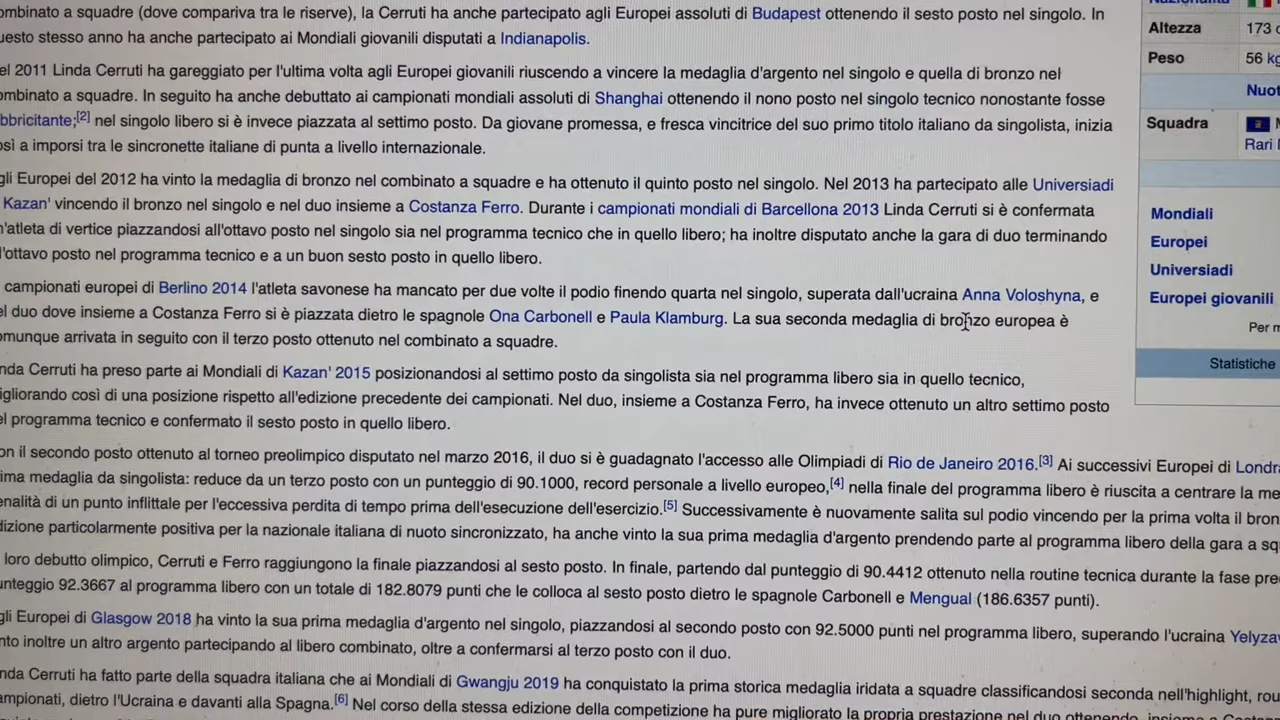 ombinato a squadre (dove compariva tra le riserve), la Cerruti ha anche partecipato agli Europei assoluti di Budapest ottenendo il sesto posto nel singolo. In
uesto stesso anno ha anche partecipato ai Mondiali giovanili disputati a Indianapolis.
el 2011 Linda Cerruti ha gareggiato per l'ultima volta agli Europei giovanili riuscendo a vincere la medaglia d'argento nel singolo e quella di bronzo nel
ombinato a squadre. In seguito ha anche debuttato ai campionati mondiali assoluti di Shanghai ottenendo il nono posto nel singolo tecnico nonostante fosse
bbricitante;[2] nel singolo libero si è invece piazzata al settimo posto. Da giovane promessa, e fresca vincitrice del suo primo titolo italiano da singolista, inizia
osì a imporsi tra le sincronette italiane di punta a livello internazionale.
gli Europei del 2012 ha vinto la medaglia di bronzo nel combinato a squadre e ha ottenuto il quinto posto nel singolo. Nel 2013 ha partecipato alle Universiadi
Kazan' vincendo il bronzo nel singolo e nel duo insieme a Costanza Ferro. Durante i campionati mondiali di Barcellona 2013 Linda Cerruti si è confermata
n'atleta di vertice piazzandosi all'ottavo posto nel singolo sia nel programma tecnico che in quello libero; ha inoltre disputato anche la gara di duo terminando
l'ottavo posto nel programma tecnico e a un buon sesto posto in quello libero.
campionati europei di Berlino 2014 l'atleta savonese ha mancato per due volte il podio finendo quarta nel singolo, superata dall'ucraina Anna Voloshyna, e
el duo dove insieme a Costanza Ferro si è piazzata dietro le spagnole Ona Carbonell e Paula Klamburg. La sua seconda medaglia di bronzo europea è
omunque arrivata in seguito con il terzo posto ottenuto nel combinato a squadre.
nda Cerruti ha preso parte ai Mondiali di Kazan' 2015 posizionandosi al settimo posto da singolista sia nel programma libero sia in quello tecnico,
igliorando così di una posizione rispetto all'edizione precedente dei campionati. Nel duo, insieme a Costanza Ferro, ha invece ottenuto un altro settimo posto
el programma tecnico e confermato il sesto posto in quello libero.
on il secondo posto ottenuto al torneo preolimpico disputato nel marzo 2016, il duo si è guadagnato l'accesso alle Olimpiadi di Rio de Janeiro 2016.[3] Ai successivi Europei di Londr
ima medaglia da singolista: reduce da un terzo posto con un punteggio di 90.1000, record personale a livello europeo,[4] nella finale del programma libero è riuscita a centrare la me
enalità di un punto inflittale per l'eccessiva perdita di tempo prima dell'esecuzione dell'esercizio.[5] Successivamente è nuovamente salita sul podio vincendo per la prima volta il bron
dizione particolarmente positiva per la nazionale italiana di nuoto sincronizzato, ha anche vinto la sua prima medaglia d'argento prendendo parte al programma libero della gara a sq
loro debutto olimpico, Cerruti e Ferro raggiungono la finale piazzandosi al sesto posto. In finale, partendo dal punteggio di 90.4412 ottenuto nella routine tecnica durante la fase pre
unteggio 92.3667 al programma libero con un totale di 182.8079 punti che le colloca al sesto posto dietro le spagnole Carbonell e Mengual (186.6357 punti).
gli Europei di Glasgow 2018 ha vinto la sua prima medaglia d'argento nel singolo, piazzandosi al secondo posto con 92.5000 punti nel programma libero, superando l'ucraina Yelyza
nto inoltre un altro argento partecipando al libero combinato, oltre a confermarsi al terzo posto con il duo.
nda Cerruti ha fatto parte della squadra italiana che ai Mondiali di Gwangju 2019 ha conquistato la prima storica medaglia iridata a squadre classificandosi seconda nell'highlight, rou
ampionati, dietro l'Ucraina e davanti alla Spagna.[6] Nel corso della stessa edizione della competizione ha pure migliorato la propria prestazione nel duo ottenendo, insieme a
Nazionalità
Altezza 173 c
Peso 56 kg
Nuot
Squadra
Rari
Mondiali
Europei
Universiadi
Europei giovanili
Per m
Statistiche